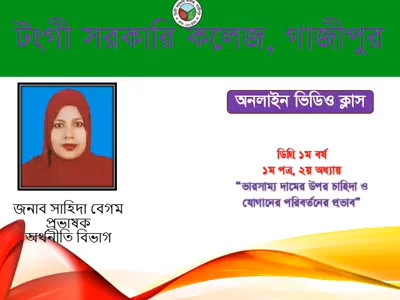 টংগী সরকারি কলেজ, গাজীপুর
অনলাইন ভিডিও ক্লাস
ডিগ্রি ১ম বর্ষ
১ম পত্র, ২য় অধ্যায়
“ভারসাম্য দামের উপর চাহিদা ও
যোগানের পরিবর্তনের প্রভাব”
জনাব সাহিদা বেগম
প্রভাষক
অর্থনীতি বিভাগ